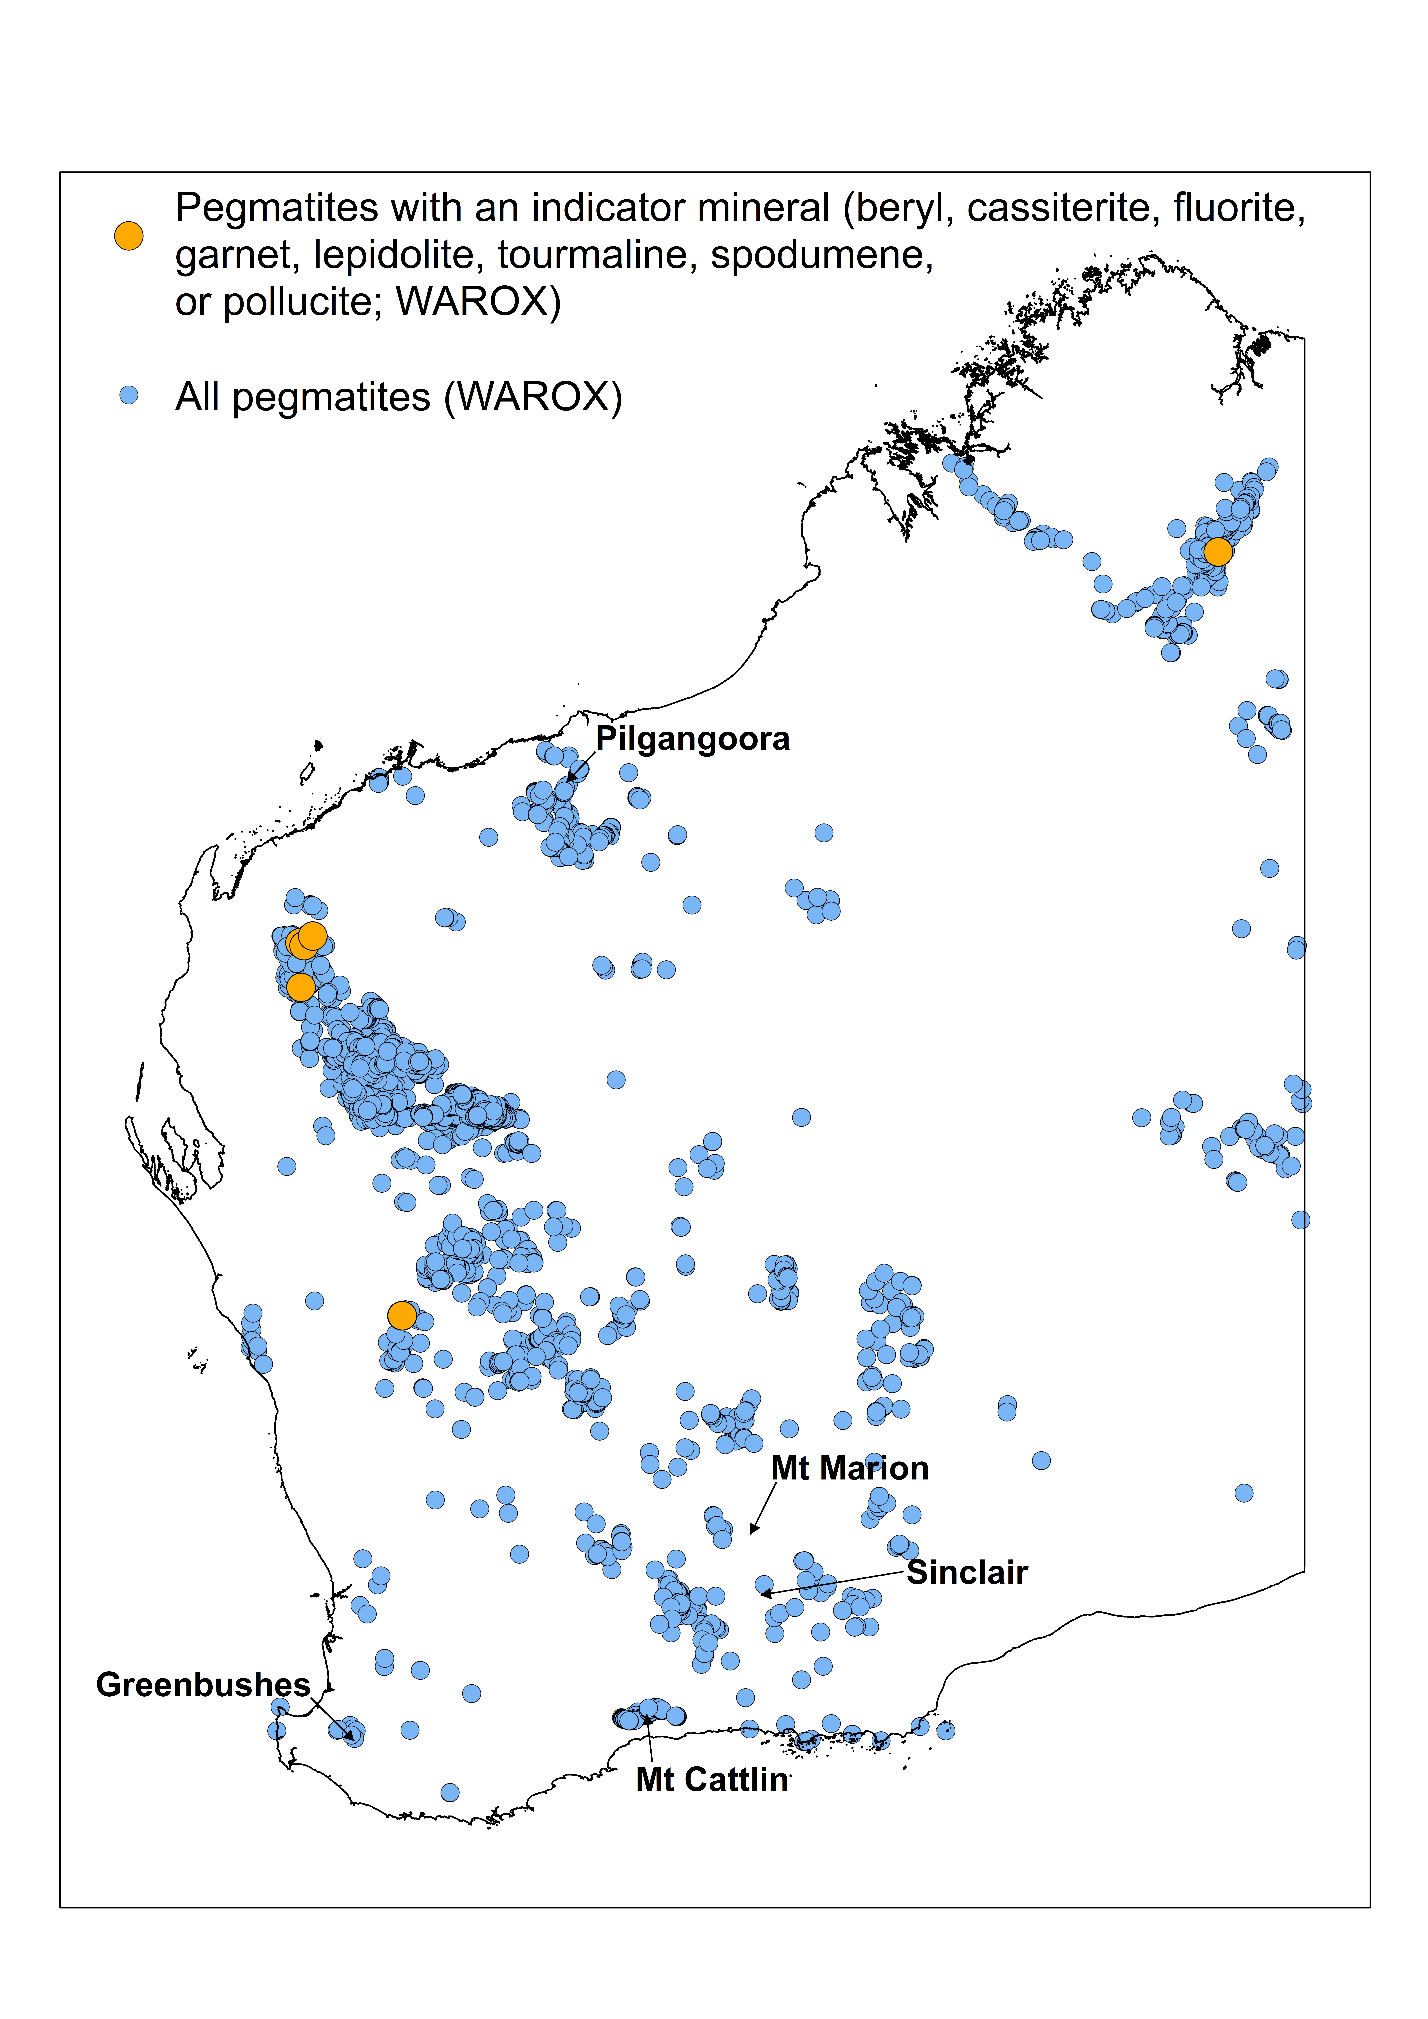 Pegmatites with an indicator mineral (beryl, cassiterite, fluorite,
garnet, lepidolite, tourmaline, spodumene,
or pollucite; WAROX)
All pegmatites (WAROX)
Pilgangoora
Mt Marion
Sinclair
Greenbushes
Mt Cattlin